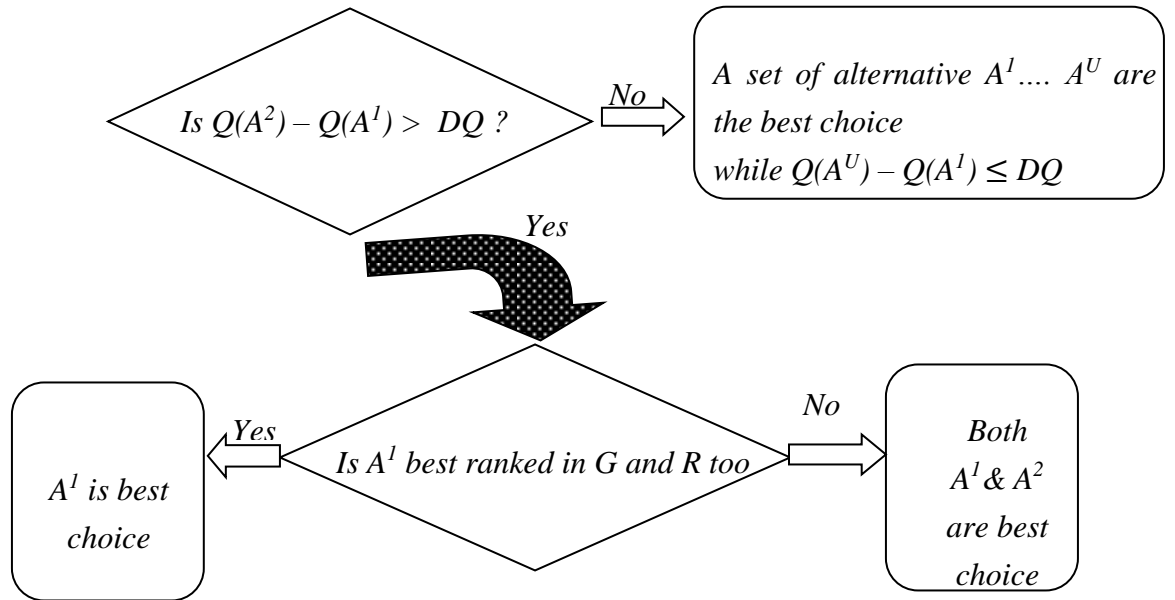 Is Q(A²) – Q(A¹) > DQ ?
No
A set of alternative A¹.... Aᵁ are
the best choice
while Q(Aᵁ) – Q(A¹) ≤ DQ
Yes
Is A¹ best ranked in G and R too
Yes
A¹ is best
choice
No
Both
A¹ & A²
are best
choice